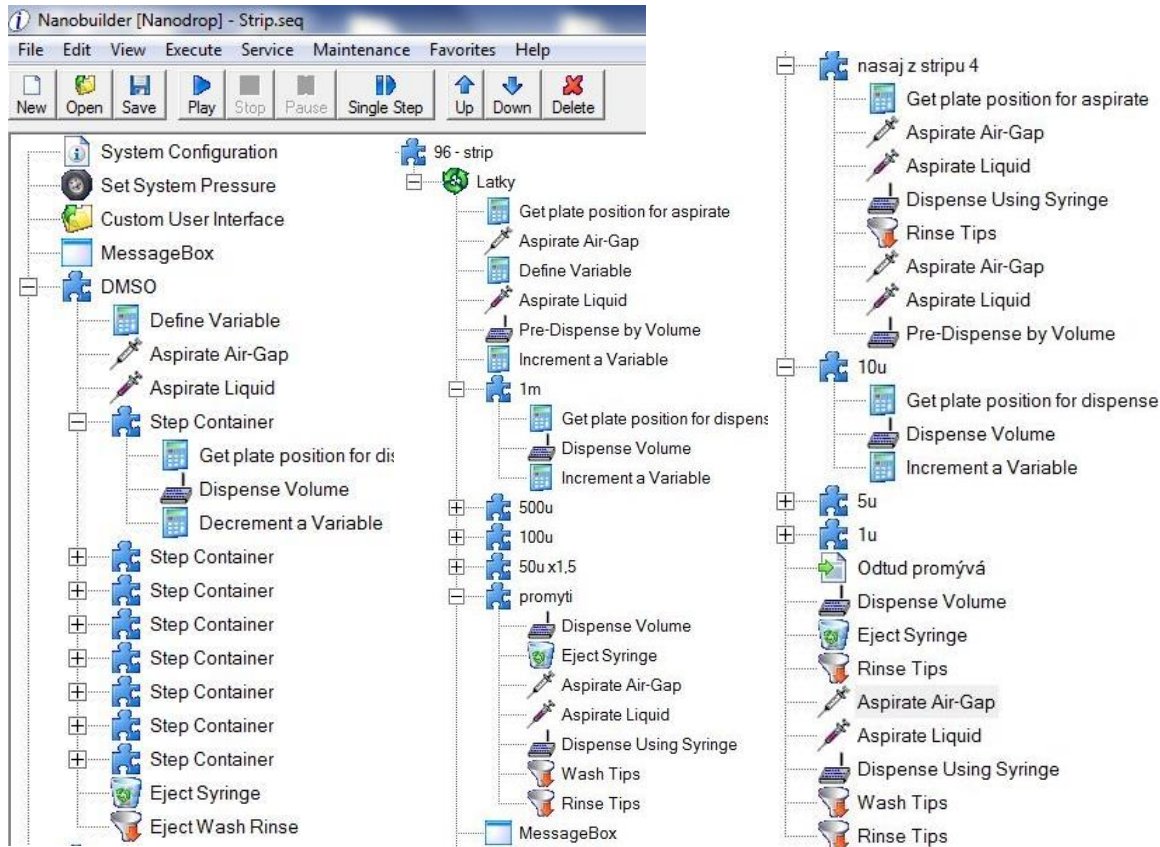 Nanobuilder [Nanodrop] - Strip.seq
File Edit View Execute Service Maintenance Favorites Help
New Open Save Play Stop Pause Single Step Up Down Delete
System Configuration
Set System Pressure
Custom User Interface
MessageBox
DMSO
Define Variable
Aspirate Air-Gap
Aspirate Liquid
Step Container
Get plate position for dis
Dispense Volume
Decrement a Variable
Step Container
Step Container
Step Container
Step Container
Step Container
Step Container
Step Container
Eject Syringe
Eject Wash Rinse
96 - strip
Latky
Get plate position for aspirate
Aspirate Air-Gap
Define Variable
Aspirate Liquid
Pre-Dispense by Volume
Increment a Variable
1m
Get plate position for dispens
Dispense Volume
Increment a Variable
500u
100u
50u x1,5
promyti
Dispense Volume
Eject Syringe
Aspirate Air-Gap
Aspirate Liquid
Dispense Using Syringe
Wash Tips
Rinse Tips
MessageBox
nasaj z stripu 4
Get plate position for aspirate
Aspirate Air-Gap
Aspirate Liquid
Dispense Using Syringe
Rinse Tips
Aspirate Air-Gap
Aspirate Liquid
Pre-Dispense by Volume
10u
Get plate position for dispense
Dispense Volume
Increment a Variable
5u
1u
Odtud promývá
Dispense Volume
Eject Syringe
Rinse Tips
Aspirate Air-Gap
Aspirate Liquid
Dispense Using Syringe
Wash Tips
Rinse Tips